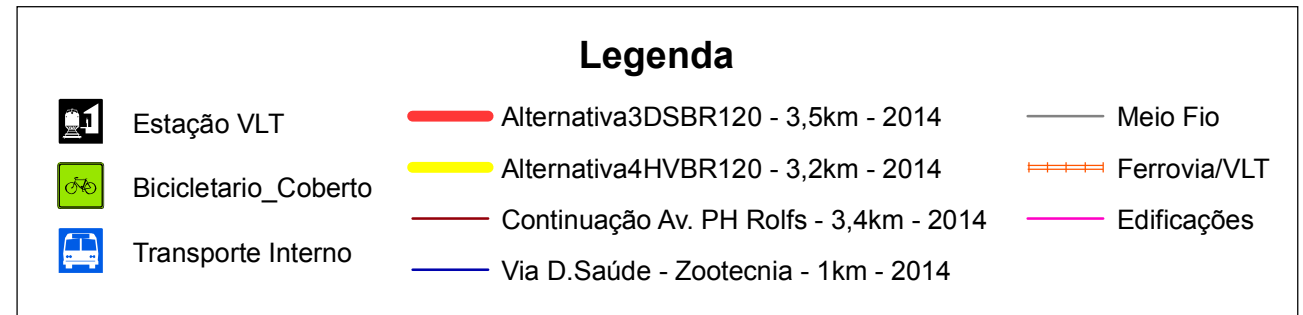 Legenda
Estação VLT
Bicicletario_Coberto
Transporte Interno
Alternativa3DSBR120 - 3,5km - 2014
Alternativa4HVBR120 - 3,2km - 2014
Continuação Av. PH Rolfs - 3,4km - 2014
Via D.Saúde - Zootecnia - 1km - 2014
Meio Fio
Ferrovia/VLT
Edificações